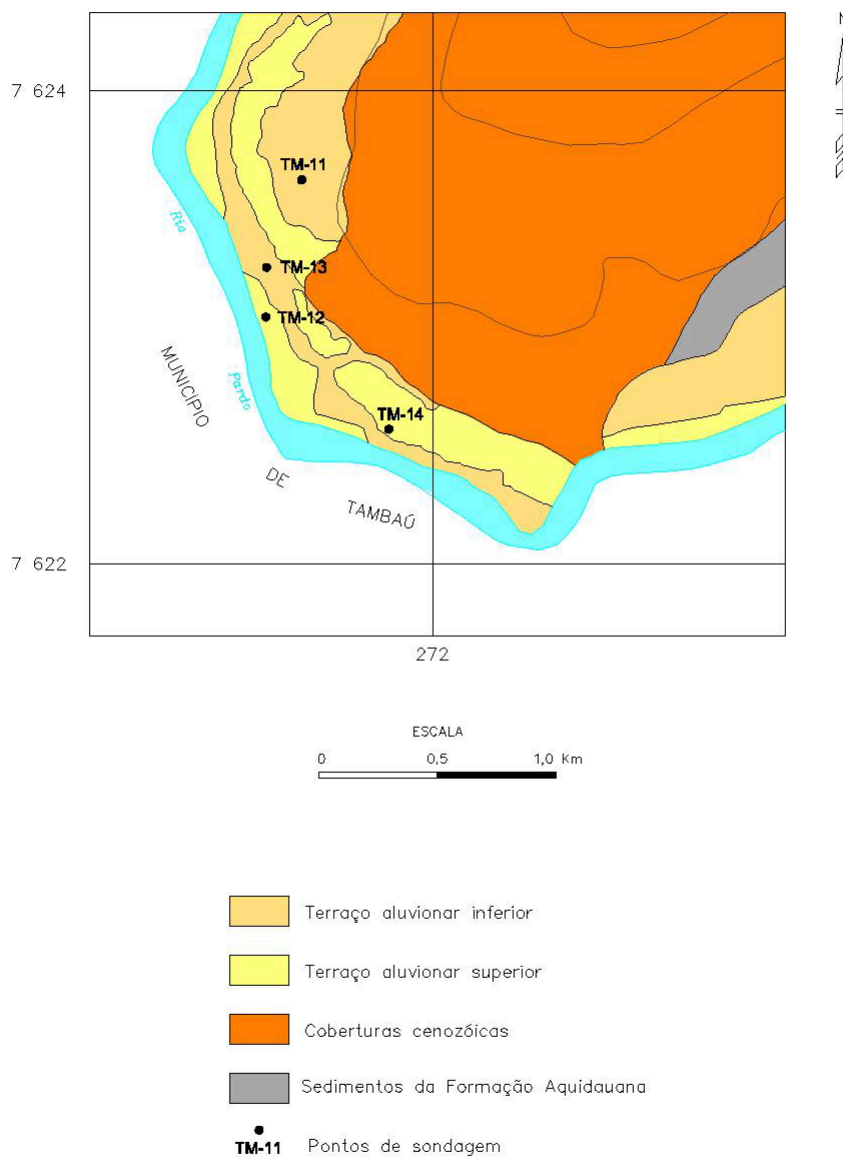 N
7 624
TM-11
Rio
TM-13
TM-12
MUNICÍPIO
Pardo
TM-14
DE
TAMBAÚ
7 622
272
ESCALA
0 0,5 1,0 Km
Terraço aluvionar inferior
Terraço aluvionar superior
Coberturas cenozóicas
Sedimentos da Formação Aquidauana
TM-11 Pontos de sondagem